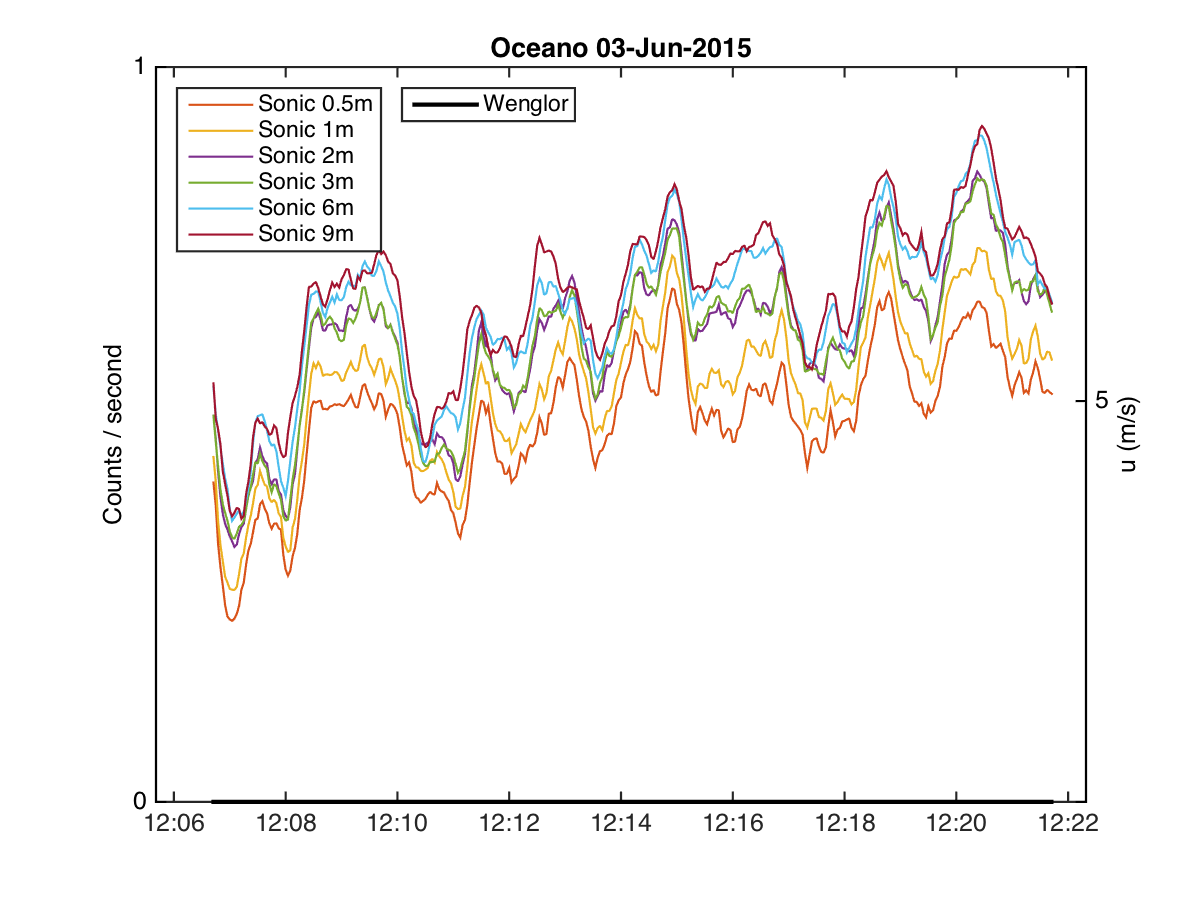 Oceano 03-Jun-2015
1
Sonic 0.5m
Sonic 1m
Sonic 2m
Sonic 3m
Sonic 6m
Sonic 9m
Wenglor
Counts / second
5
u (m/s)
0
12:06 12:08 12:10 12:12 12:14 12:16 12:18 12:20 12:22